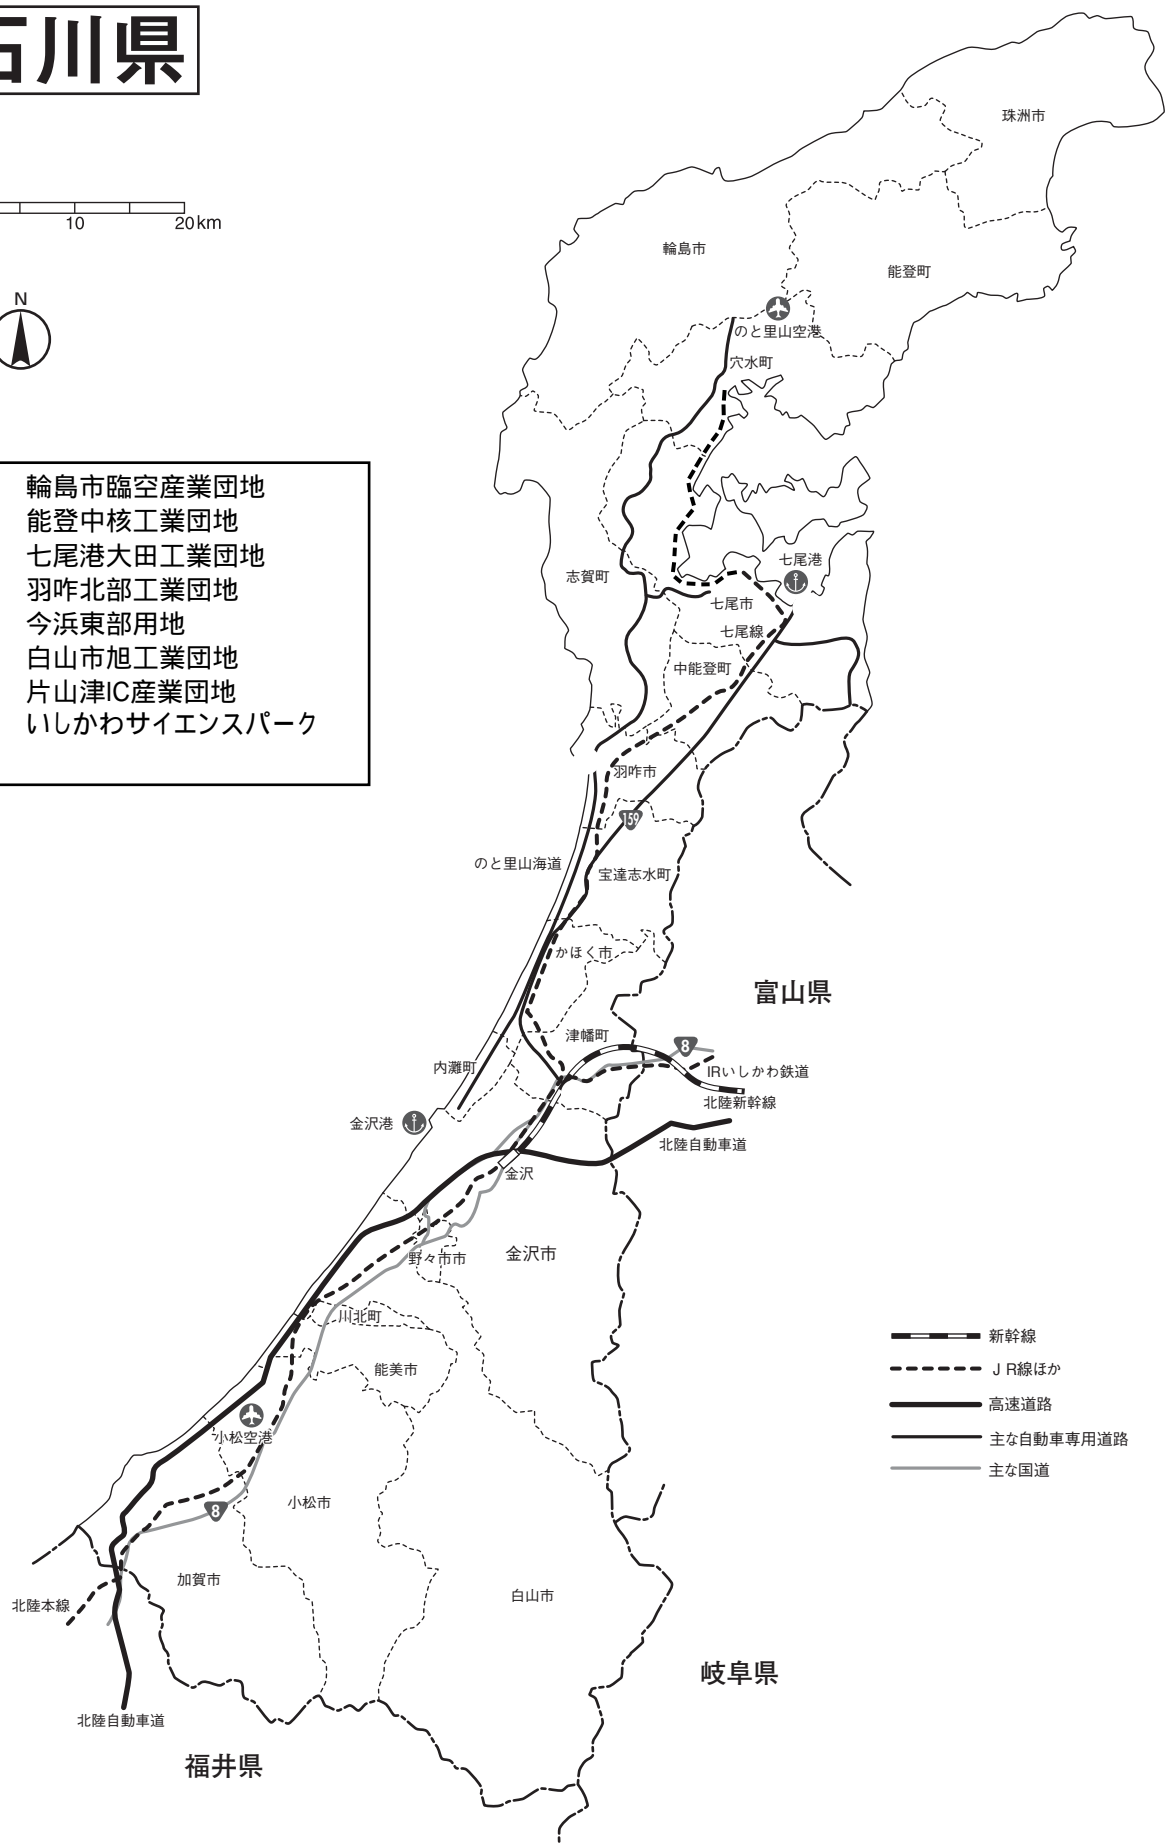 石川県
10 20km
N
輪島市臨空産業団地
能登中核工業団地
七尾港大田工業団地
羽咋北部工業団地
今浜東部用地
白山市旭工業団地
片山津IC産業団地
いしかわサイエンスパーク
珠洲市
輪島市
能登町
のと里山空港
穴水町
七尾港
志賀町
七尾市
七尾線
中能登町
羽咋市
159
のと里山海道
宝達志水町
かほく市
富山県
津幡町
8
内灘町
IRいしかわ鉄道
北陸新幹線
金沢港
北陸自動車道
金沢
野々市市
金沢市
川北町
能美市
小松空港
小松市
8
加賀市
北陸本線
白山市
岐阜県
北陸自動車道
福井県
新幹線
JR線ほか
高速道路
主な自動車専用道路
主な国道